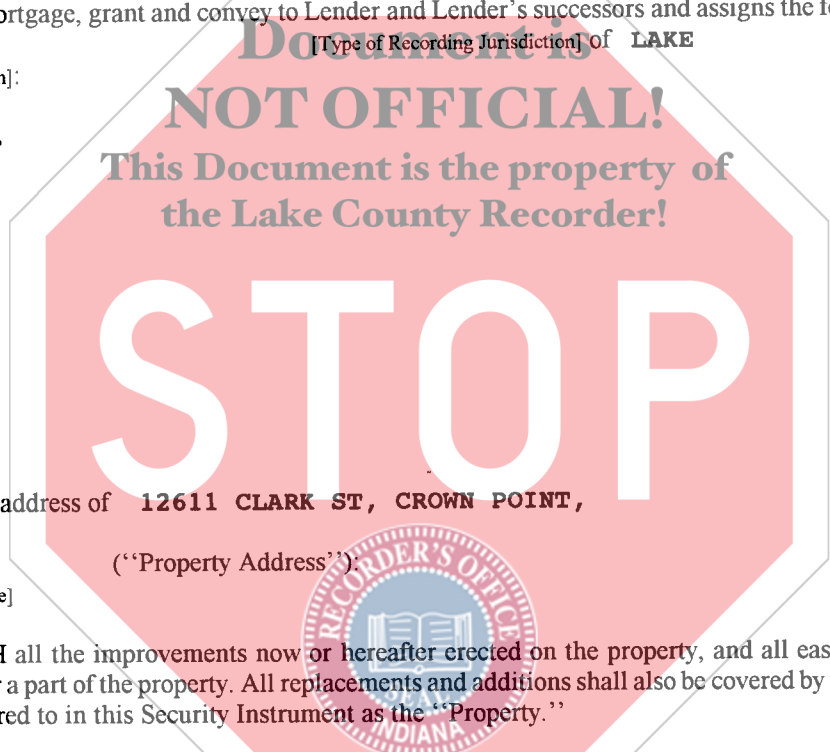 ortgage, grant and convey to Lender and Lender's successors and assigns the f
Document is
[Type of Recording Jurisdiction] of LAKE
n]:
NOT OFFICIAL!
This Document is the property of
the Lake County Recorder!
STOP
address of 12611 CLARK ST, CROWN POINT,
(‘‘Property Address’’):
e]
RECORDER'S OFFICE
H all the improvements now or hereafter erected on the property, and all eas
a part of the property. All replacements and additions shall also be covered by
red to in this Security Instrument as the ‘‘Property.’’
SEAL
INDIANA